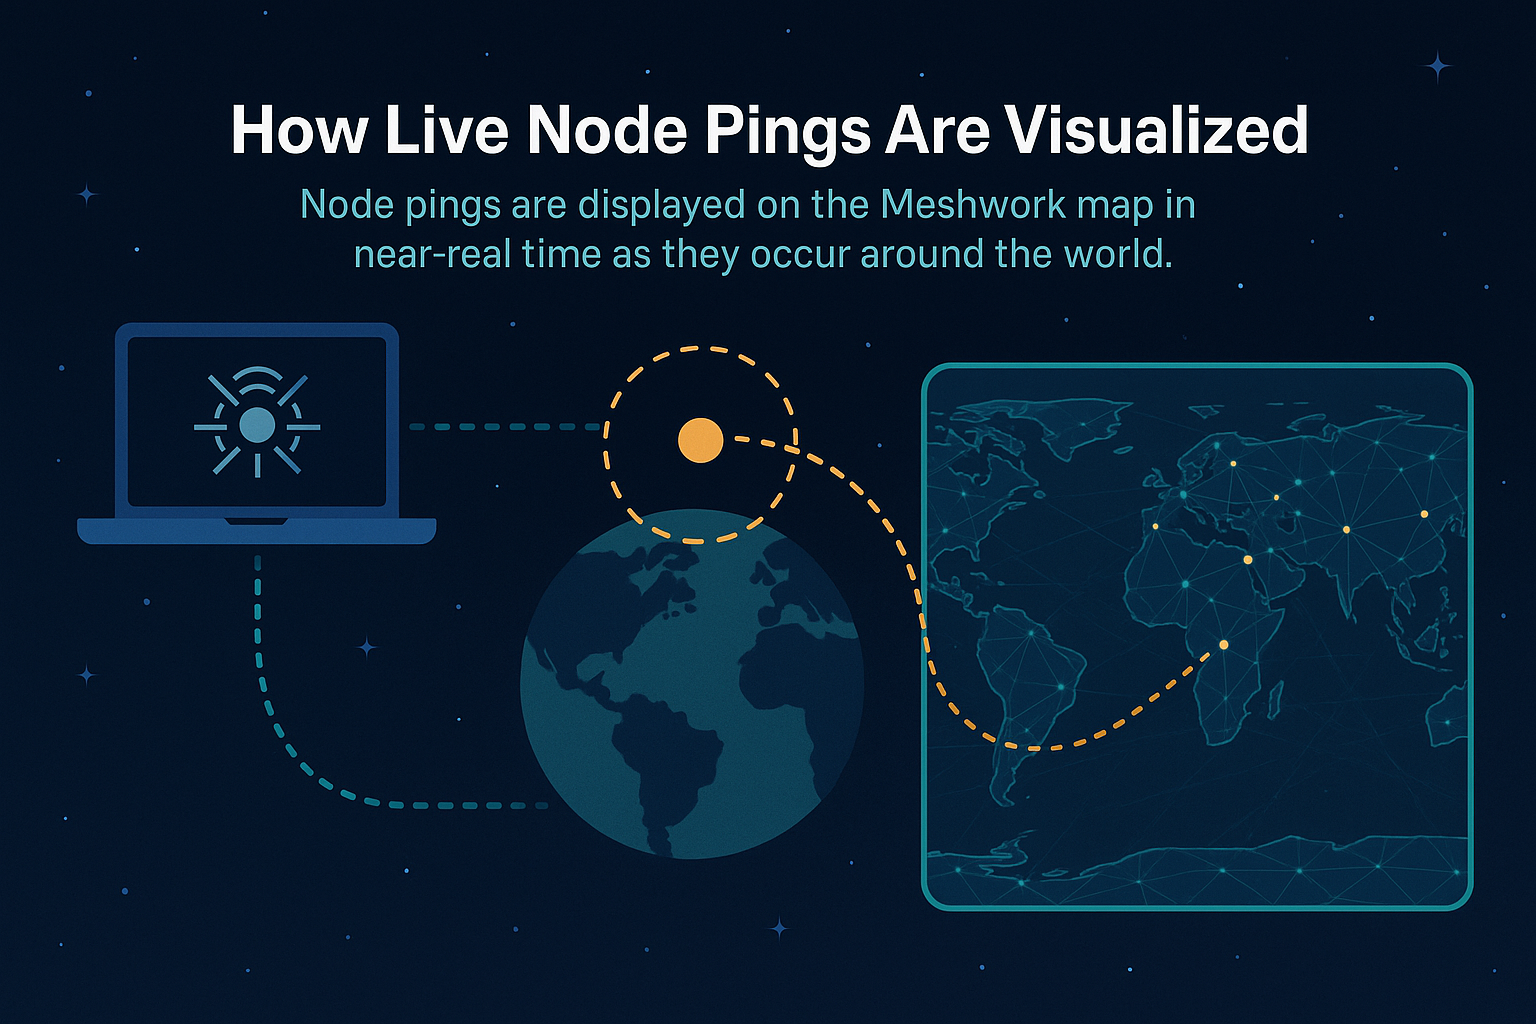 How Live Node Pings Are Visualized
Node pings are displayed on the Meshwork map in
near-real time as they occur around the world.